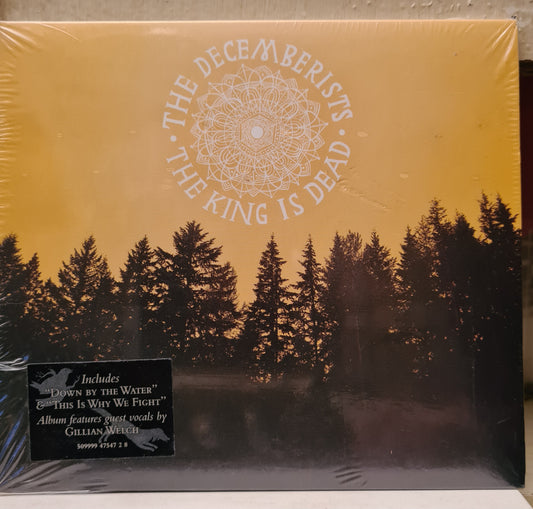 THE DECEMBERISTS
• THE KING IS DEAD •
Includes
"DOWN BY THE WATER"
& "THIS IS WHY WE FIGHT"
Album features guest vocals by
GILLIAN WELCH
509999 47547 2 8